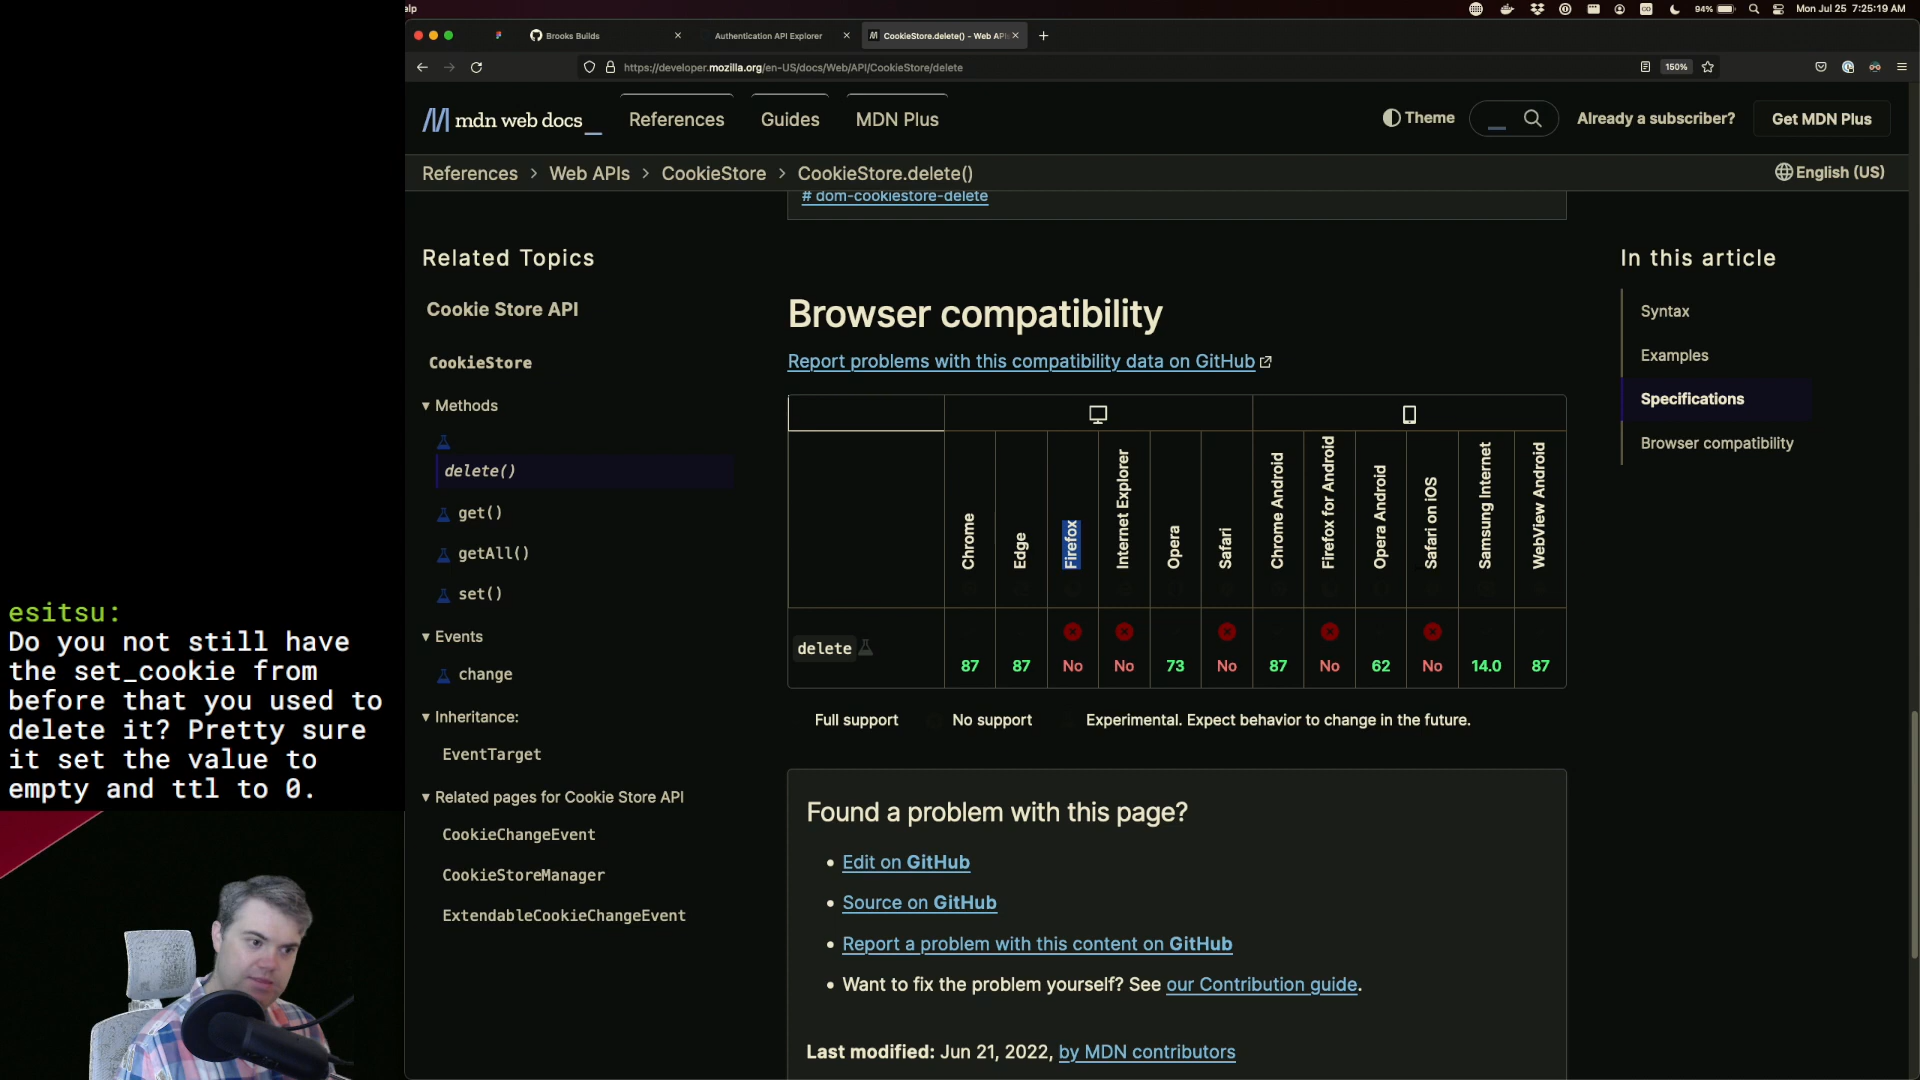 elp
94%
Mon Jul 25 7:25:19 AM
Brooks Builds
Authentication API Explorer
CookieStore.delete() - Web API
https://developer.mozilla.org/en-US/docs/Web/API/CookieStore/delete
150%
mdn web docs
References
Guides
MDN Plus
Theme
Already a subscriber?
Get MDN Plus
References > Web APIs > CookieStore > CookieStore.delete()
English (US)
# dom-cookiestore-delete
Related Topics
Cookie Store API
CookieStore
Methods
delete()
get()
getAll()
set()
Events
change
Inheritance:
EventTarget
Related pages for Cookie Store API
CookieChangeEvent
CookieStoreManager
ExtendableCookieChangeEvent
Browser compatibility
Report problems with this compatibility data on GitHub
Chrome
Edge
Firefox
Internet Explorer
Opera
Safari
Chrome Android
Firefox for Android
Opera Android
Safari on iOS
Samsung Internet
WebView Android
delete
87
87
No
No
73
No
87
No
62
No
14.0
87
Full support
No support
Experimental. Expect behavior to change in the future.
Found a problem with this page?
Edit on GitHub
Source on GitHub
Report a problem with this content on GitHub
Want to fix the problem yourself? See our Contribution guide.
Last modified: Jun 21, 2022, by MDN contributors
In this article
Syntax
Examples
Specifications
Browser compatibility
esitsu:
Do you not still have
the set_cookie from
before that you used to
delete it? Pretty sure
it set the value to
empty and ttl to 0.